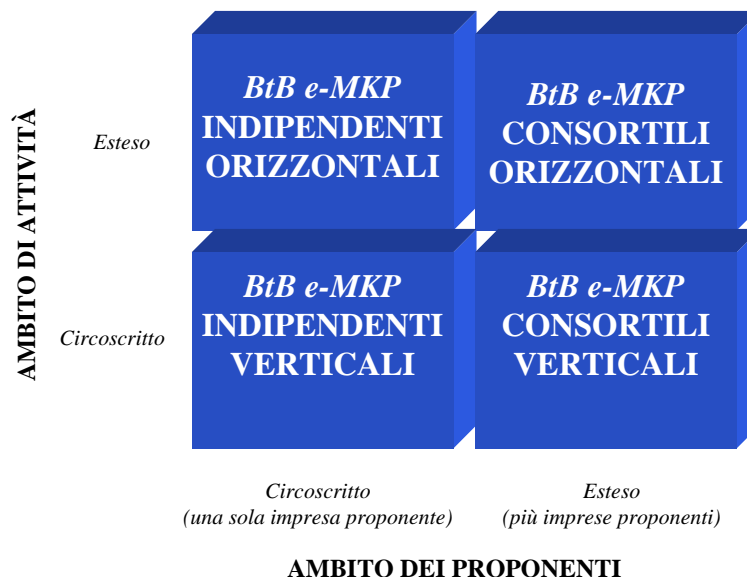 BtB e-MKP
INDIPENDENTI
ORIZZONTALI
BtB e-MKP
CONSORTILI
ORIZZONTALI
Esteso
AMBITO DI ATTIVITÀ
BtB e-MKP
INDIPENDENTI
VERTICALI
BtB e-MKP
CONSORTILI
VERTICALI
Circoscritto
Circoscritto
(una sola impresa proponente)
Esteso
(più imprese proponenti)
AMBITO DEI PROPONENTI